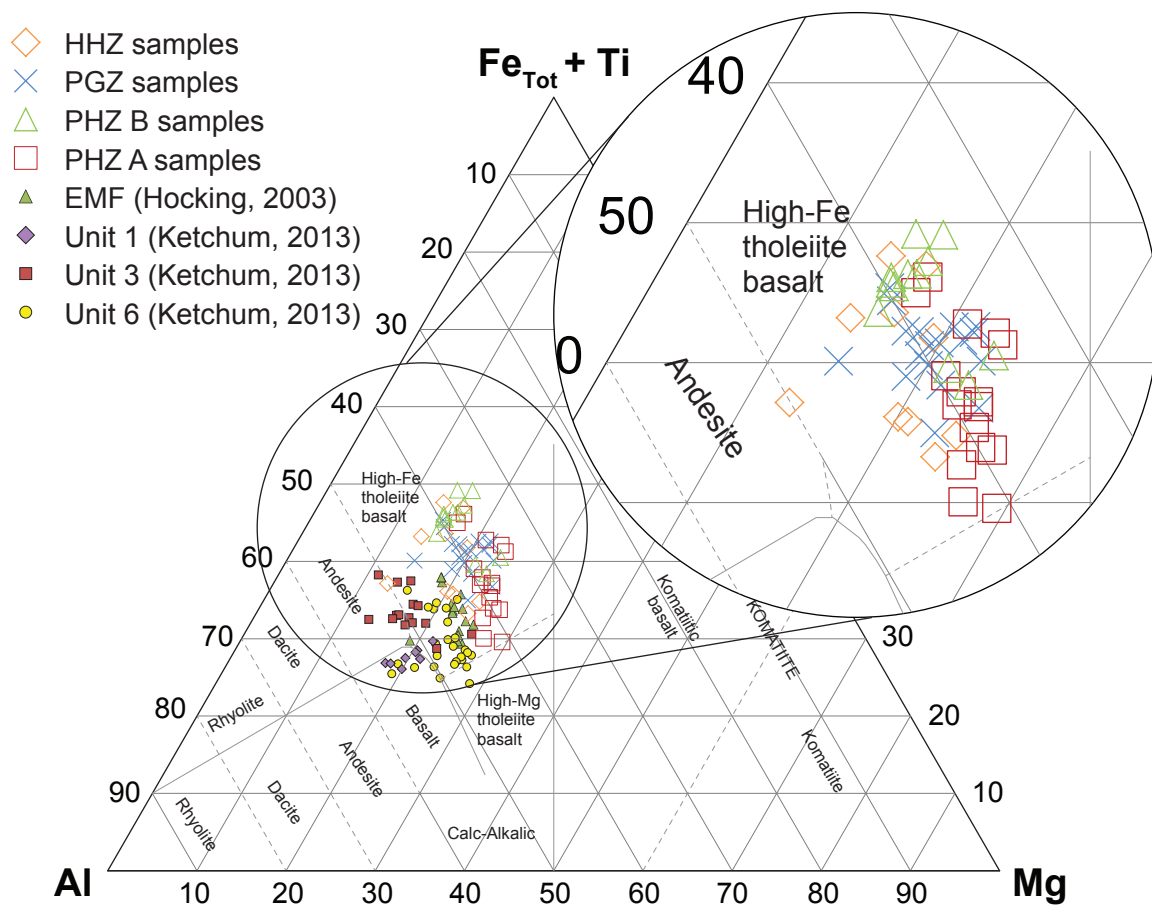 HHZ samples
PGZ samples
PHZ B samples
PHZ A samples
EMF (Hocking, 2003)
Unit 1 (Ketchum, 2013)
Unit 3 (Ketchum, 2013)
Unit 6 (Ketchum, 2013)
FeTot + Ti
40
50
0
High-Fe
tholeiite
basalt
Andesite
10
20
30
40
50
60
70
80
90
High-Fe
tholeiite
basalt
Andesite
Dacite
Rhyolite
Rhyolite
Dacite
Andesite
Basalt
High-Mg
tholeiite
basalt
Calc-Alkalic
Komatiitic
basalt
KOMATIITE
Komatiite
30
20
10
Al
10
20
30
40
50
60
70
80
90
Mg